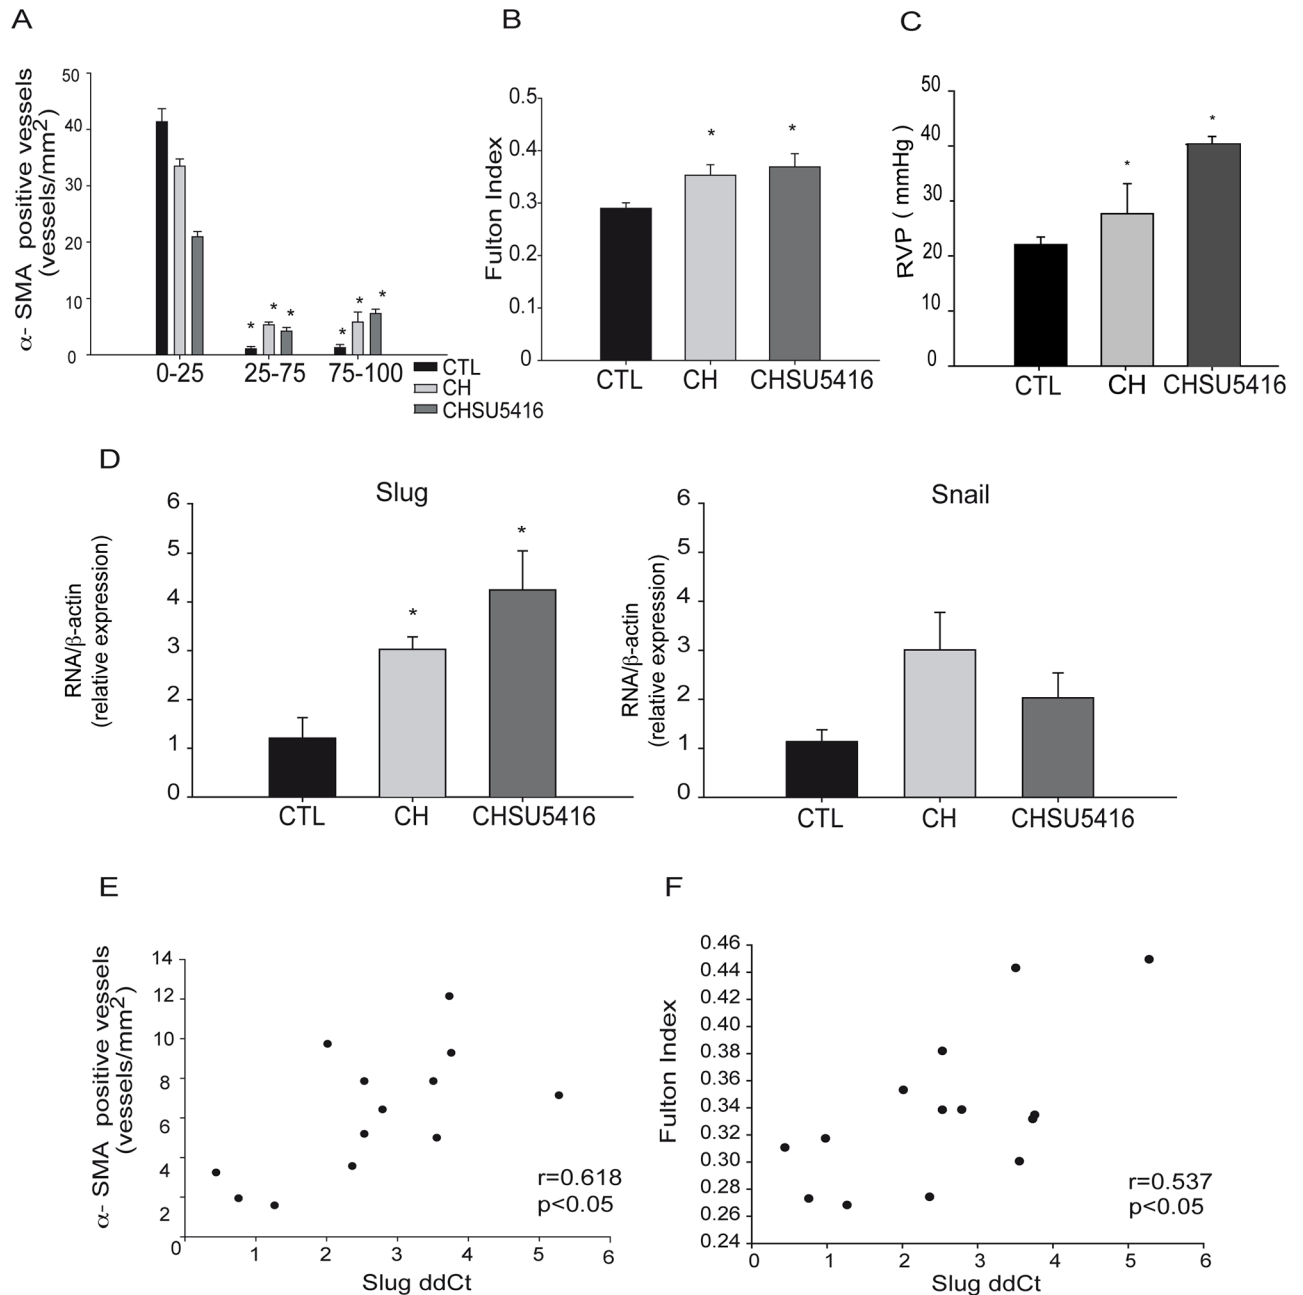 A
B
C
α- SMA positive vessels
(vessels/mm2)
50
40
30
20
10
0
*
*
*
*
*
*
0-25
25-75
75-100
CTL
CH
CHSU5416
Fulton Index
0.5
0.4
0.3
0.2
0.1
0
*
*
CTL
CH
CHSU5416
RVP ( mmHg )
50
40
30
20
10
0
*
*
CTL
CH
CHSU5416
D
Slug
RNA/β-actin
(relative expression)
6
5
4
3
2
1
0
*
*
CTL
CH
CHSU5416
Snail
RNA/β-actin
(relative expression)
6
5
4
3
2
1
0
CTL
CH
CHSU5416
E
α- SMA positive vessels
(vessels/mm2)
14
12
10
8
6
4
2
0
1
2
3
4
5
6
r=0.618
p<0.05
Slug ddCt
F
Fulton Index
0.46
0.44
0.42
0.40
0.38
0.36
0.34
0.32
0.30
0.28
0.26
0.24
0
1
2
3
4
5
6
r=0.537
p<0.05
Slug ddCt